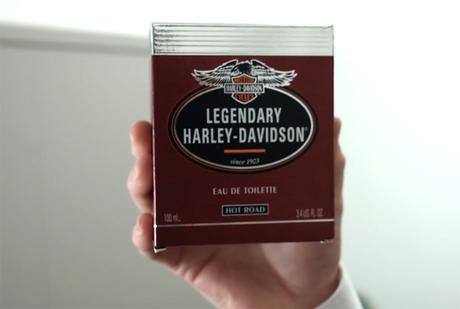 HARLEY-DAVIDSON
CYCLES
LEGENDARY
HARLEY-DAVIDSON®
since 1903
EAU DE TOILETTE
HOT ROAD
100 mL 3.4 US FL OZ